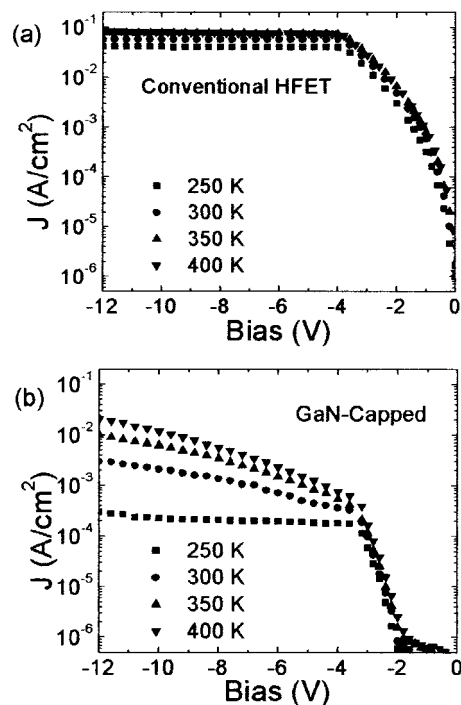 (a)
10⁻¹
10⁻²
10⁻³
10⁻⁴
10⁻⁵
10⁻⁶
J (A/cm²)
Conventional HFET
250 K
300 K
350 K
400 K
-12 -10 -8 -6 -4 -2 0
Bias (V)
(b)
10⁻¹
10⁻²
10⁻³
10⁻⁴
10⁻⁵
10⁻⁶
J (A/cm²)
GaN-Capped
250 K
300 K
350 K
400 K
-12 -10 -8 -6 -4 -2
Bias (V)